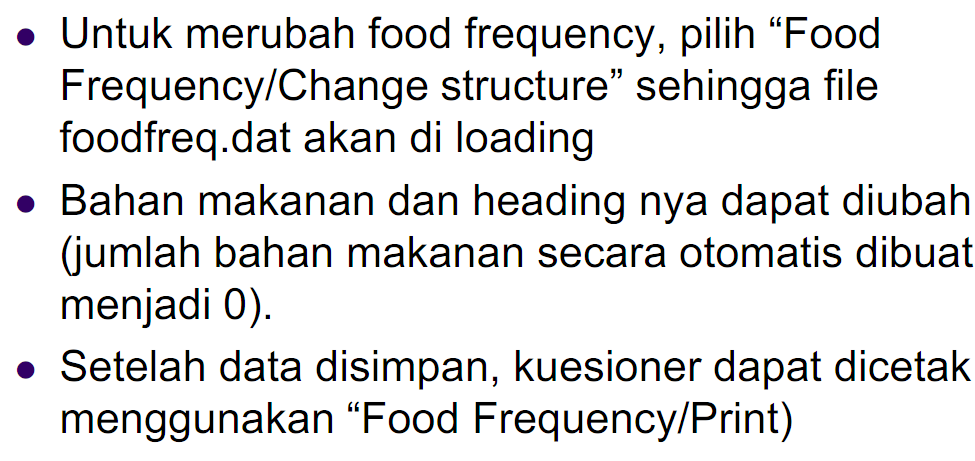 ● Untuk merubah food frequency, pilih “Food
Frequency/Change structure” sehingga file
foodfreq.dat akan di loading
● Bahan makanan dan heading nya dapat diubah
(jumlah bahan makanan secara otomatis dibuat
menjadi 0).
● Setelah data disimpan, kuesioner dapat dicetak
menggunakan “Food Frequency/Print)